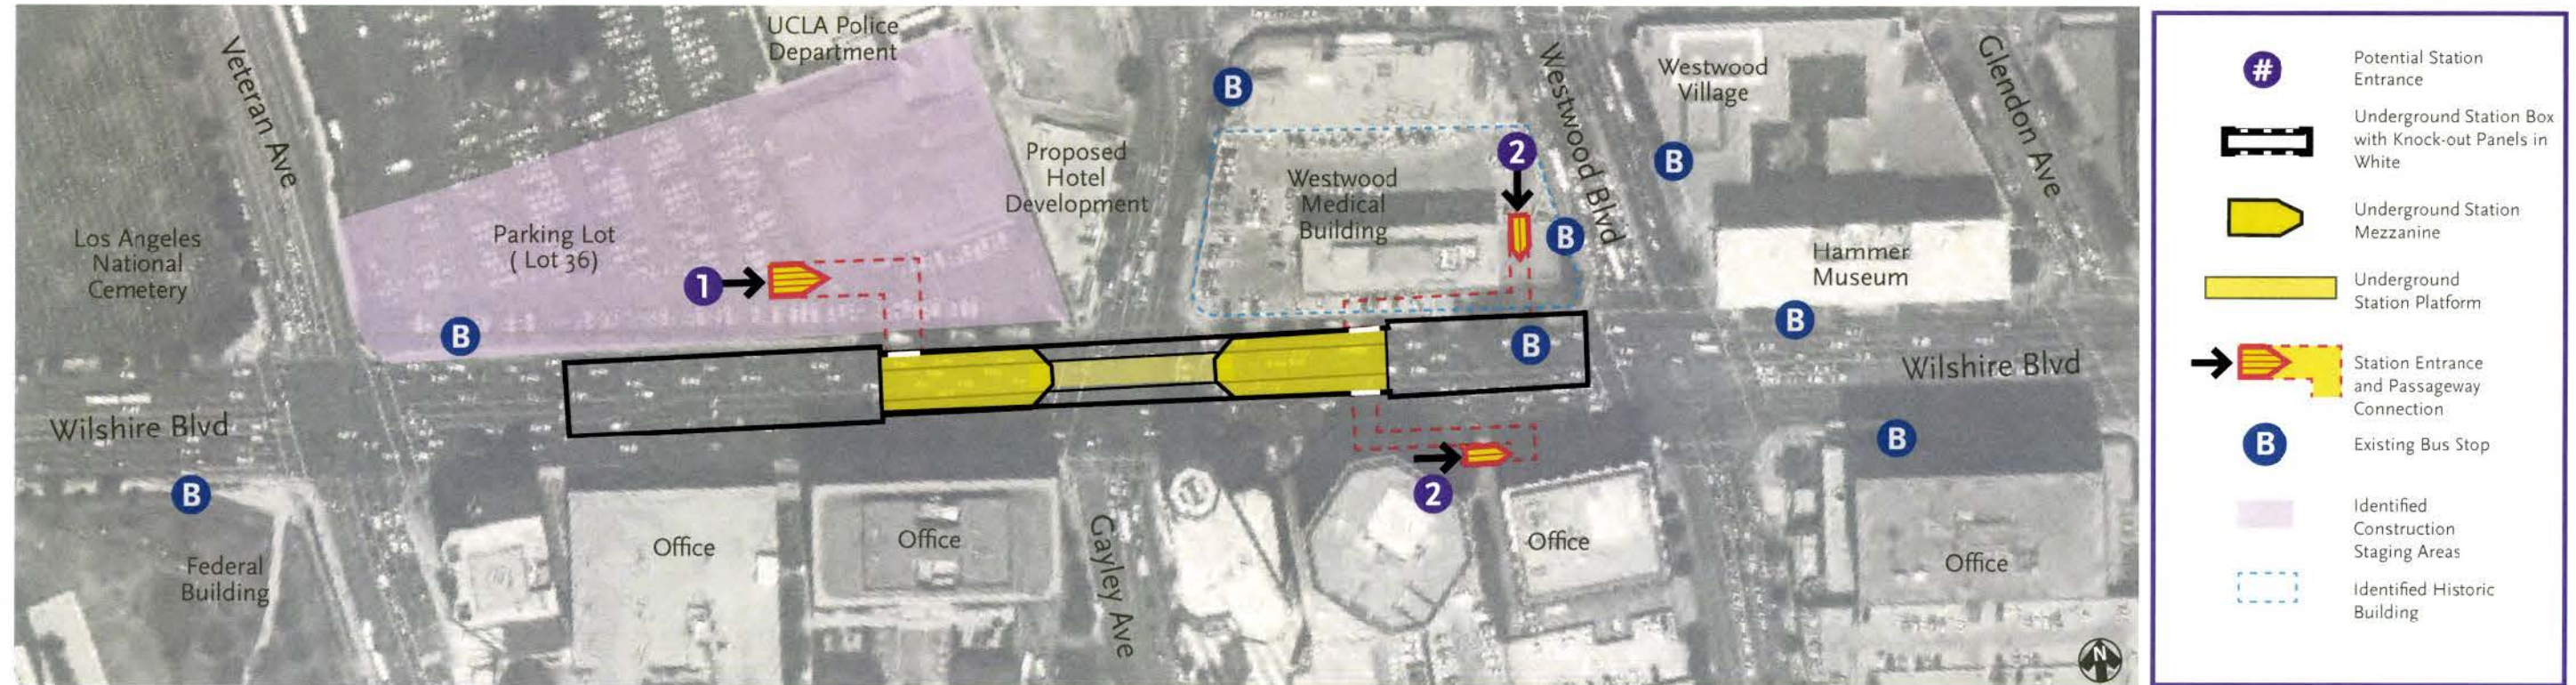 UCLA Police
Department
Veteran Ave
Los Angeles
National
Cemetery
Parking Lot
( Lot 36)
1
B
Wilshire Blvd
B
Federal
Building
Office
Office
Gayley Ave
Proposed
Hotel
Development
B
Westwood
Medical
Building
2
B
Westwood Blvd
B
2
Office
Westwood
Village
B
Hammer
Museum
B
Glendon Ave
Wilshire Blvd
B
Office
N
#
Potential Station
Entrance
Underground Station Box
with Knock-out Panels in
White
Underground Station
Mezzanine
Underground
Station Platform
Station Entrance
and Passageway
Connection
B
Existing Bus Stop
Identified
Construction
Staging Areas
Identified Historic
Building